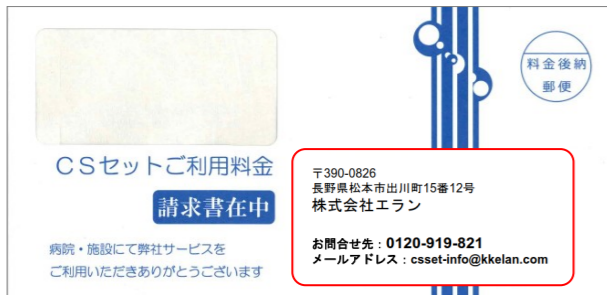 料金後納
郵便
CSセットご利用料金
請求書在中
病院・施設にて弊社サービスを
ご利用いただきありがとうございます
〒390-0826
長野県松本市出川町15番12号
株式会社エラン
お問合せ先：0120-919-821
メールアドレス：csset-info@kkelan.com